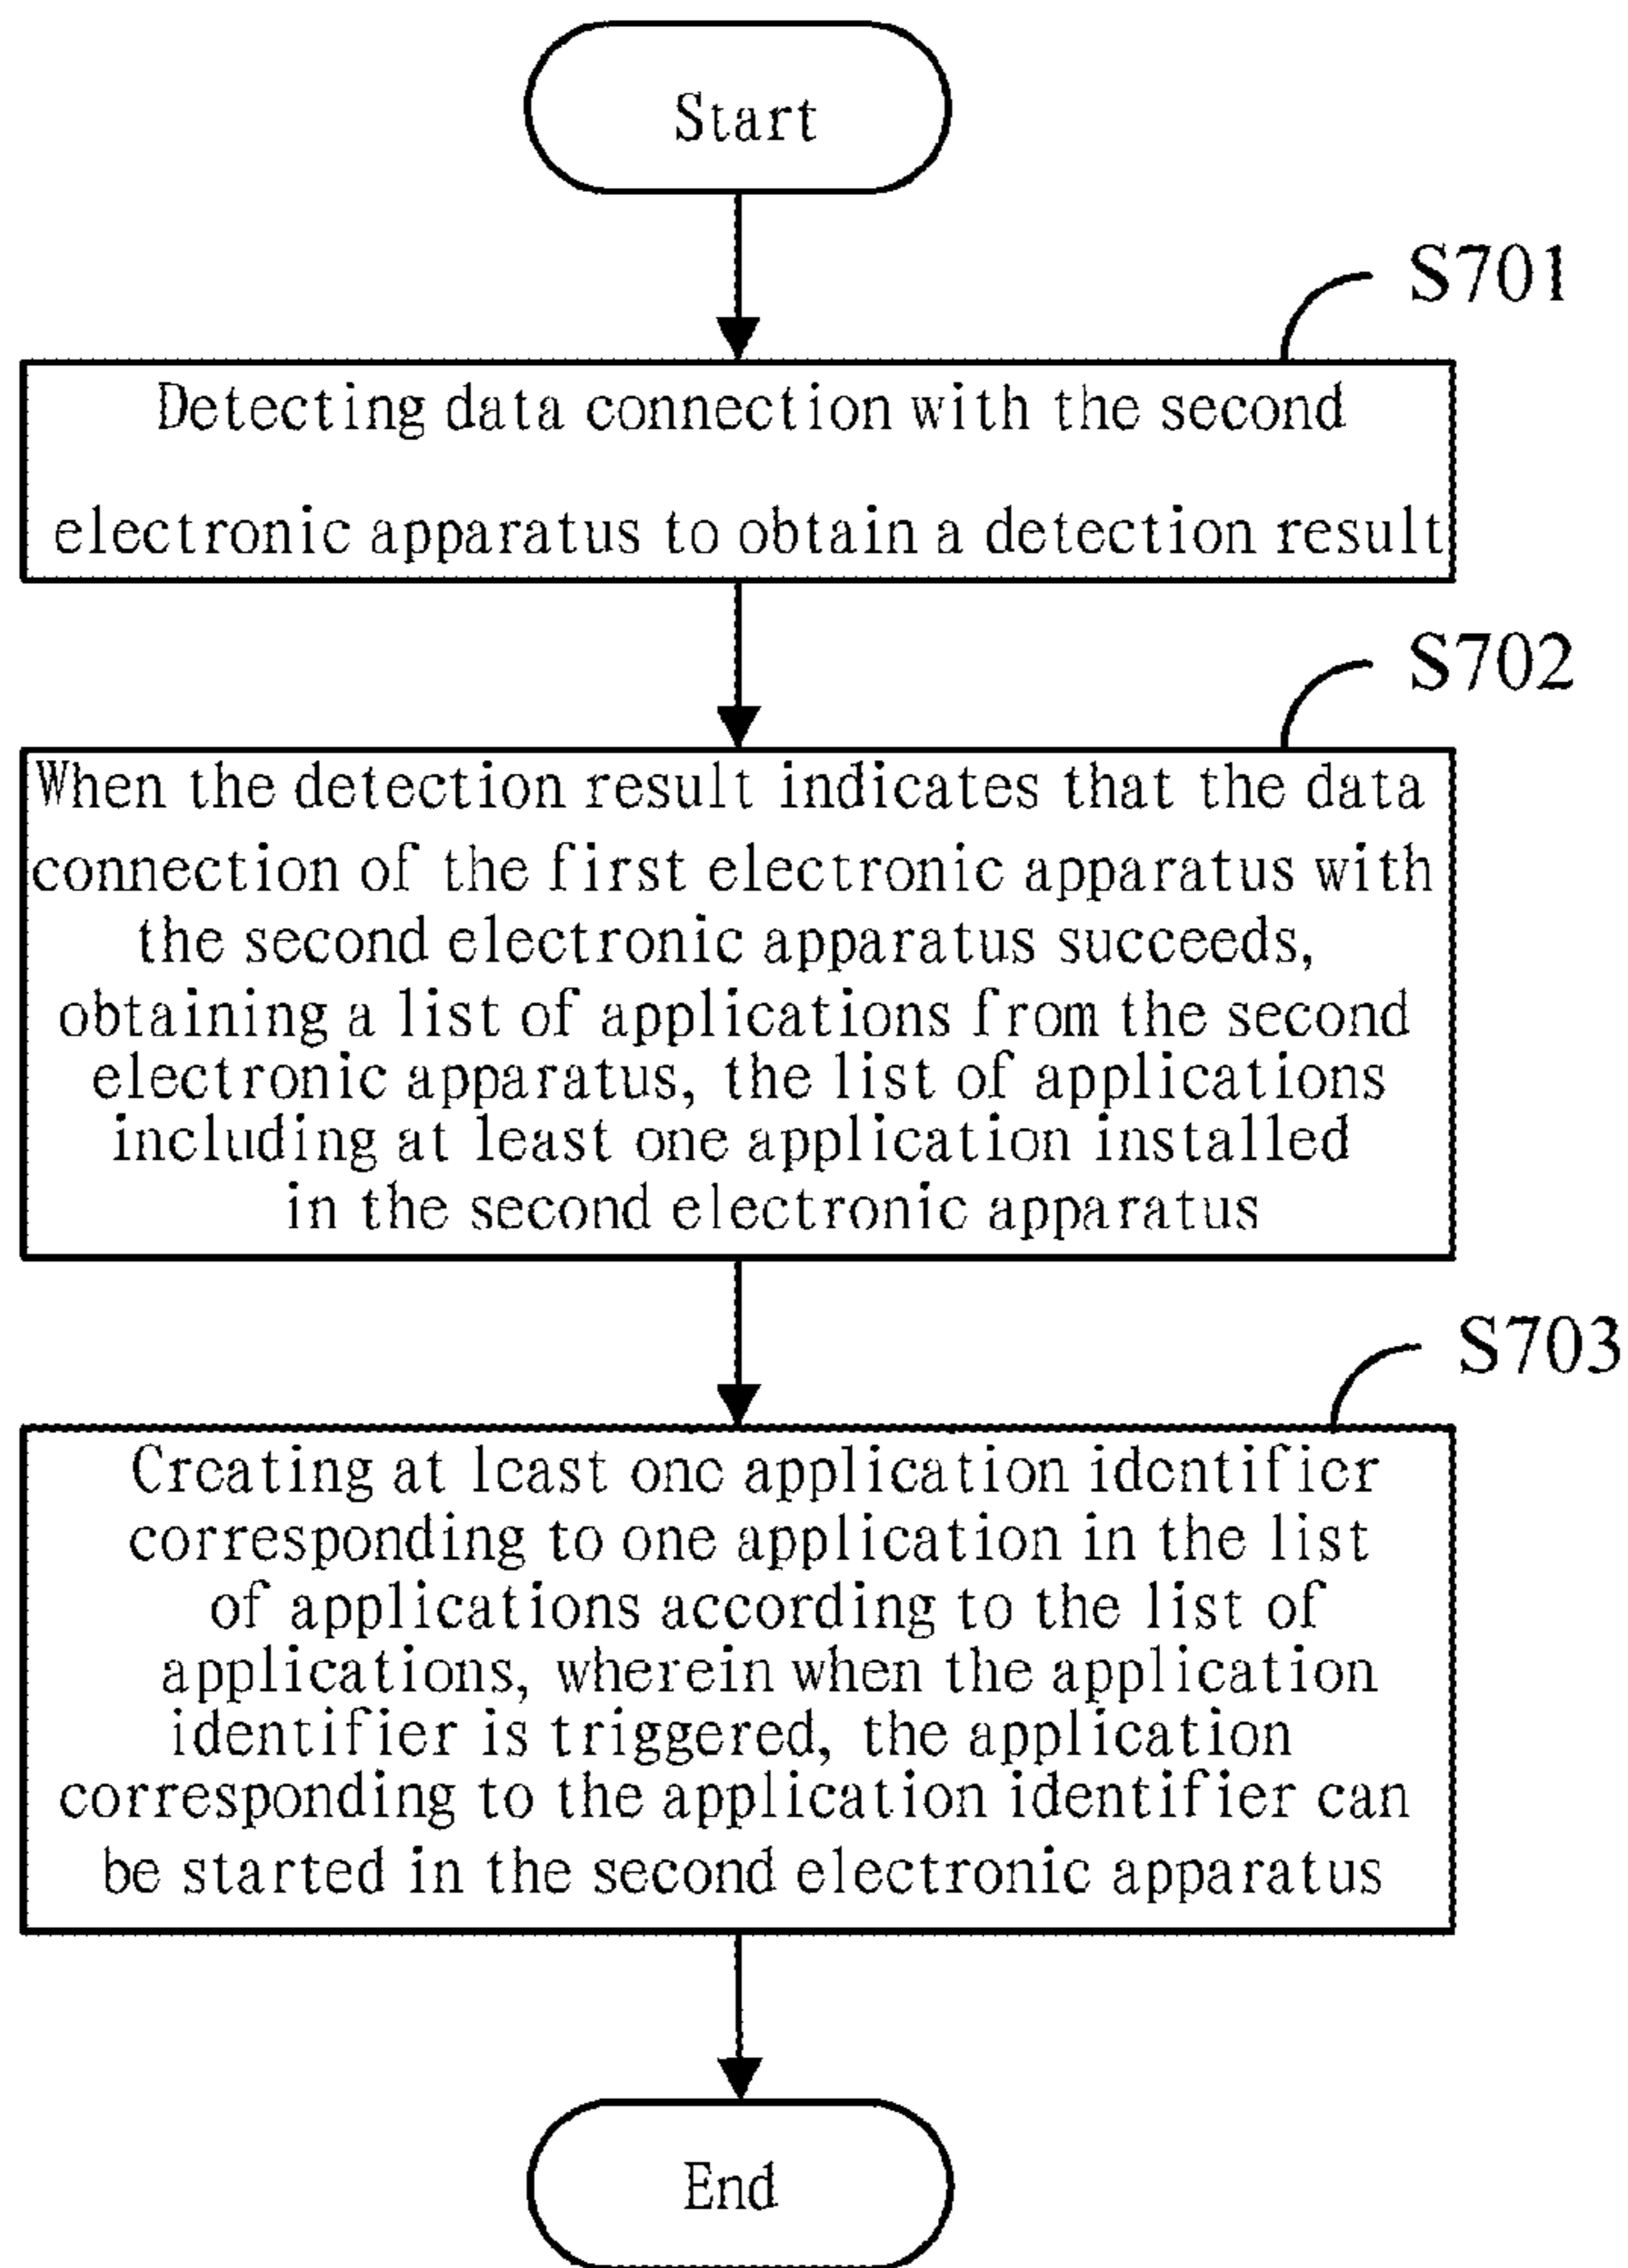 Start
S701
Detecting data connection with the second
electronic apparatus to obtain a detection result
S702
When the detection result indicates that the data
connection of the first electronic apparatus with
the second electronic apparatus succeeds,
obtaining a list of applications from the second
electronic apparatus, the list of applications
including at least one application installed
in the second electronic apparatus
S703
Creating at least one application identifier
corresponding to one application in the list
of applications according to the list of
applications, wherein when the application
identifier is triggered, the application
corresponding to the application identifier can
be started in the second electronic apparatus
End